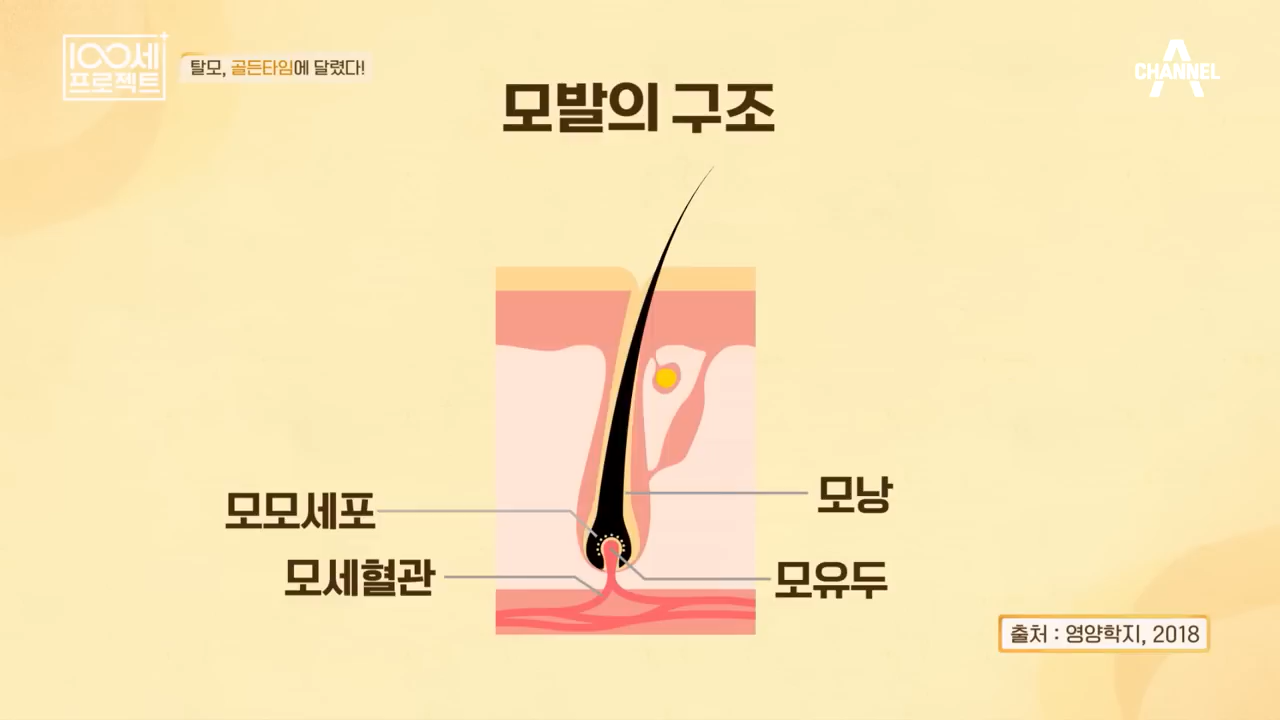 100세
프로젝트
탈모, 골든타임에 달렸다!
CHANNEL A
모발의 구조
모모세포
모낭
모세혈관
모유두
출처 : 영양학지, 2018